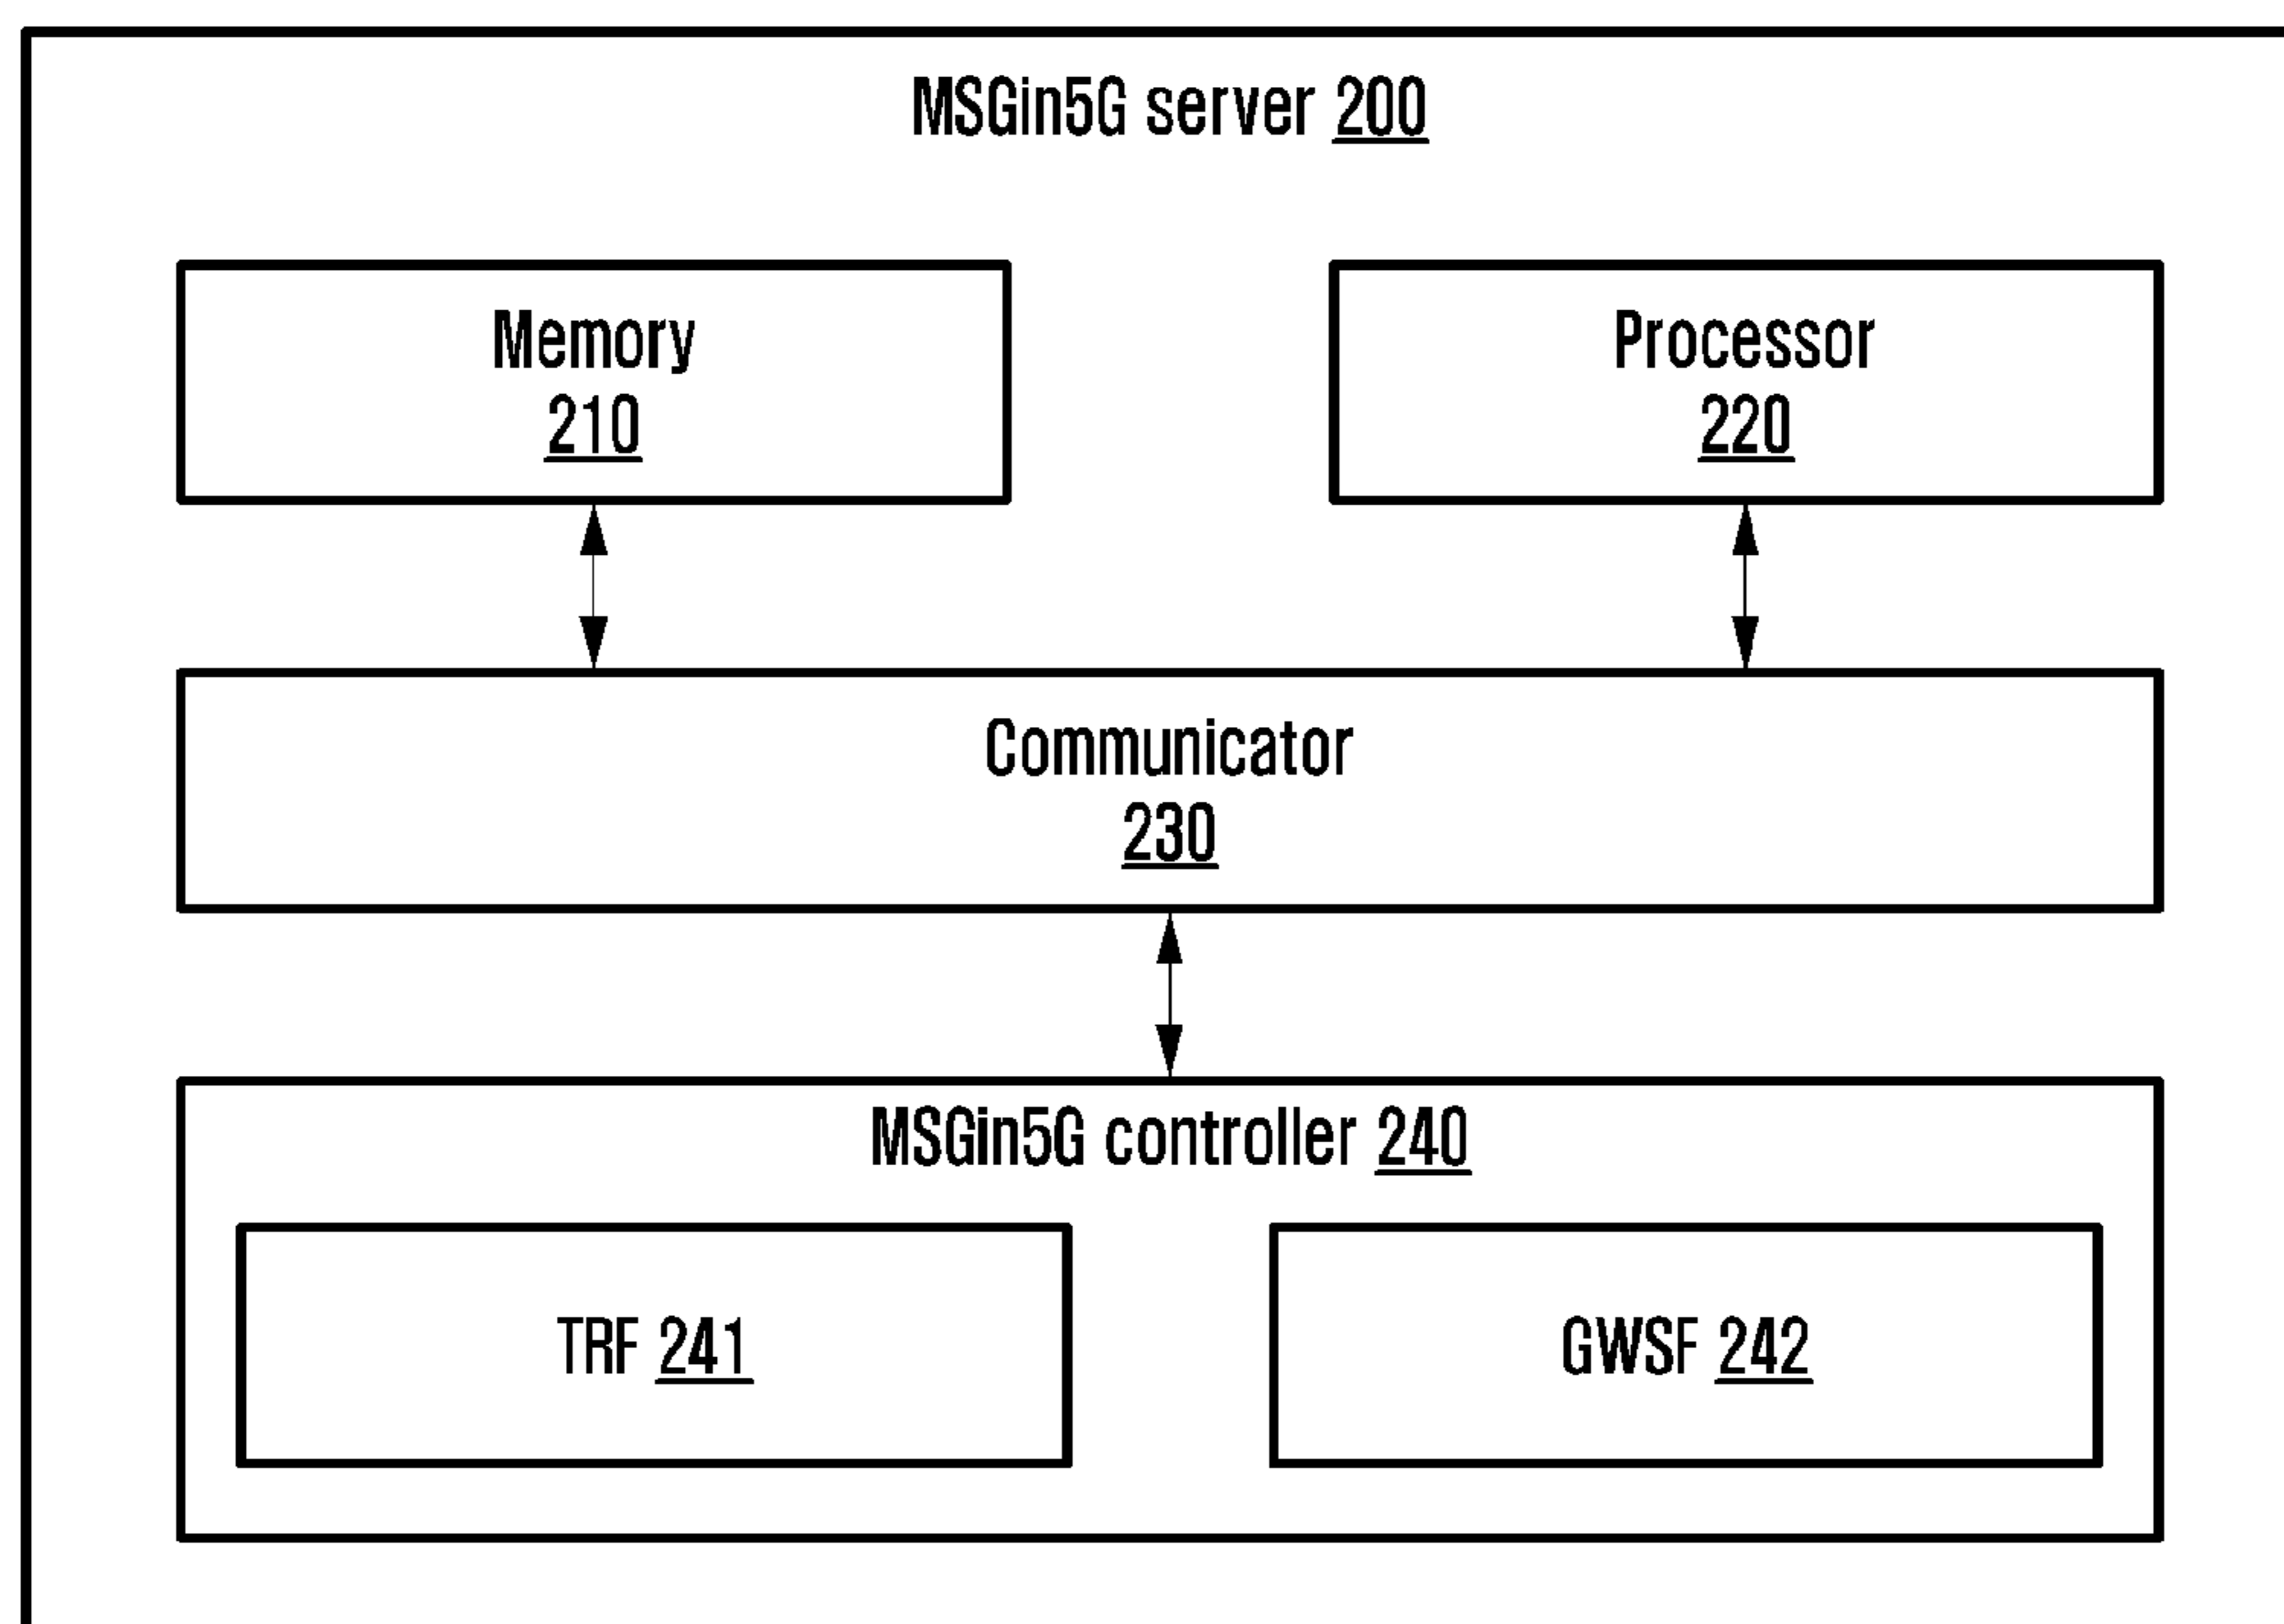 MSGin5G server 200
Memory
210
Processor
220
Communicator
230
MSGin5G controller 240
TRF 241
GWSF 242